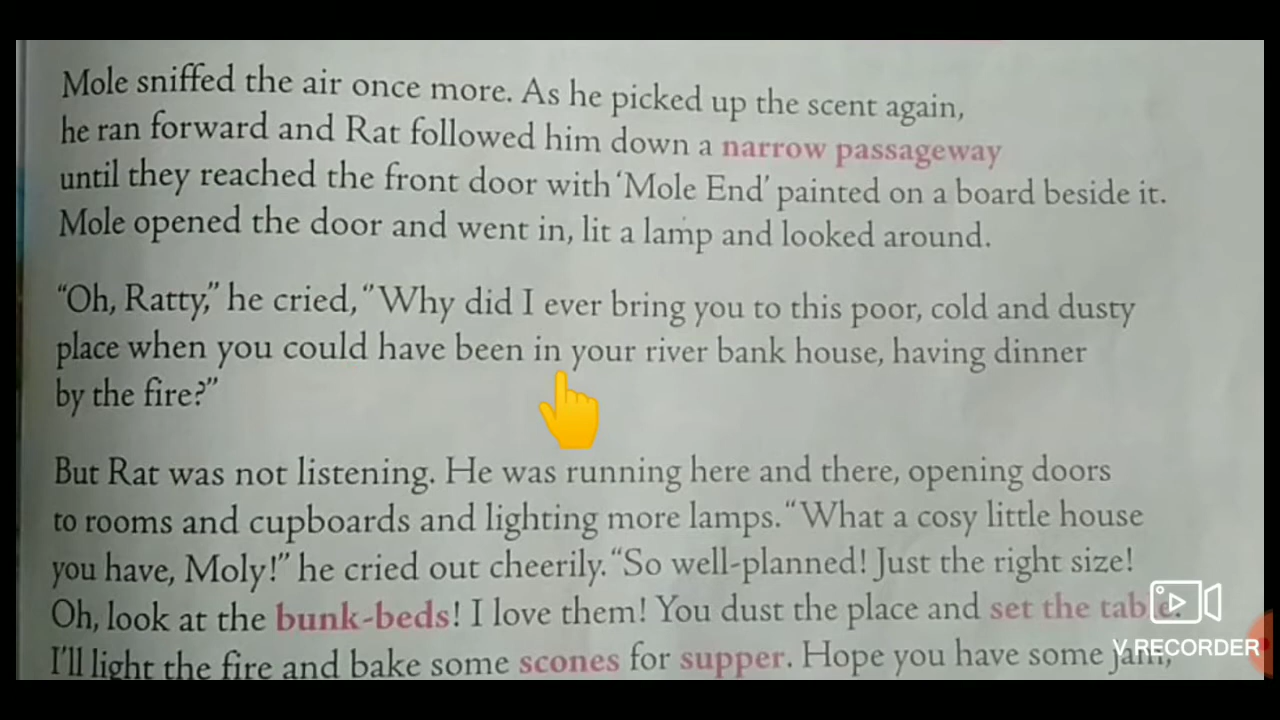 Mole sniffed the air once more. As he picked up the scent again,
he ran forward and Rat followed him down a narrow passageway
until they reached the front door with ‘Mole End’ painted on a board beside it.
Mole opened the door and went in, lit a lamp and looked around.
“Oh, Ratty,” he cried, “Why did I ever bring you to this poor, cold and dusty
place when you could have been in your river bank house, having dinner
by the fire?”
But Rat was not listening. He was running here and there, opening doors
to rooms and cupboards and lighting more lamps. “What a cosy little house
you have, Moly!” he cried out cheerily. “So well-planned! Just the right size!
Oh, look at the bunk-beds! I love them! You dust the place and set the table.
I'll light the fire and bake some scones for supper. Hope you have some jam,
V RECORDER